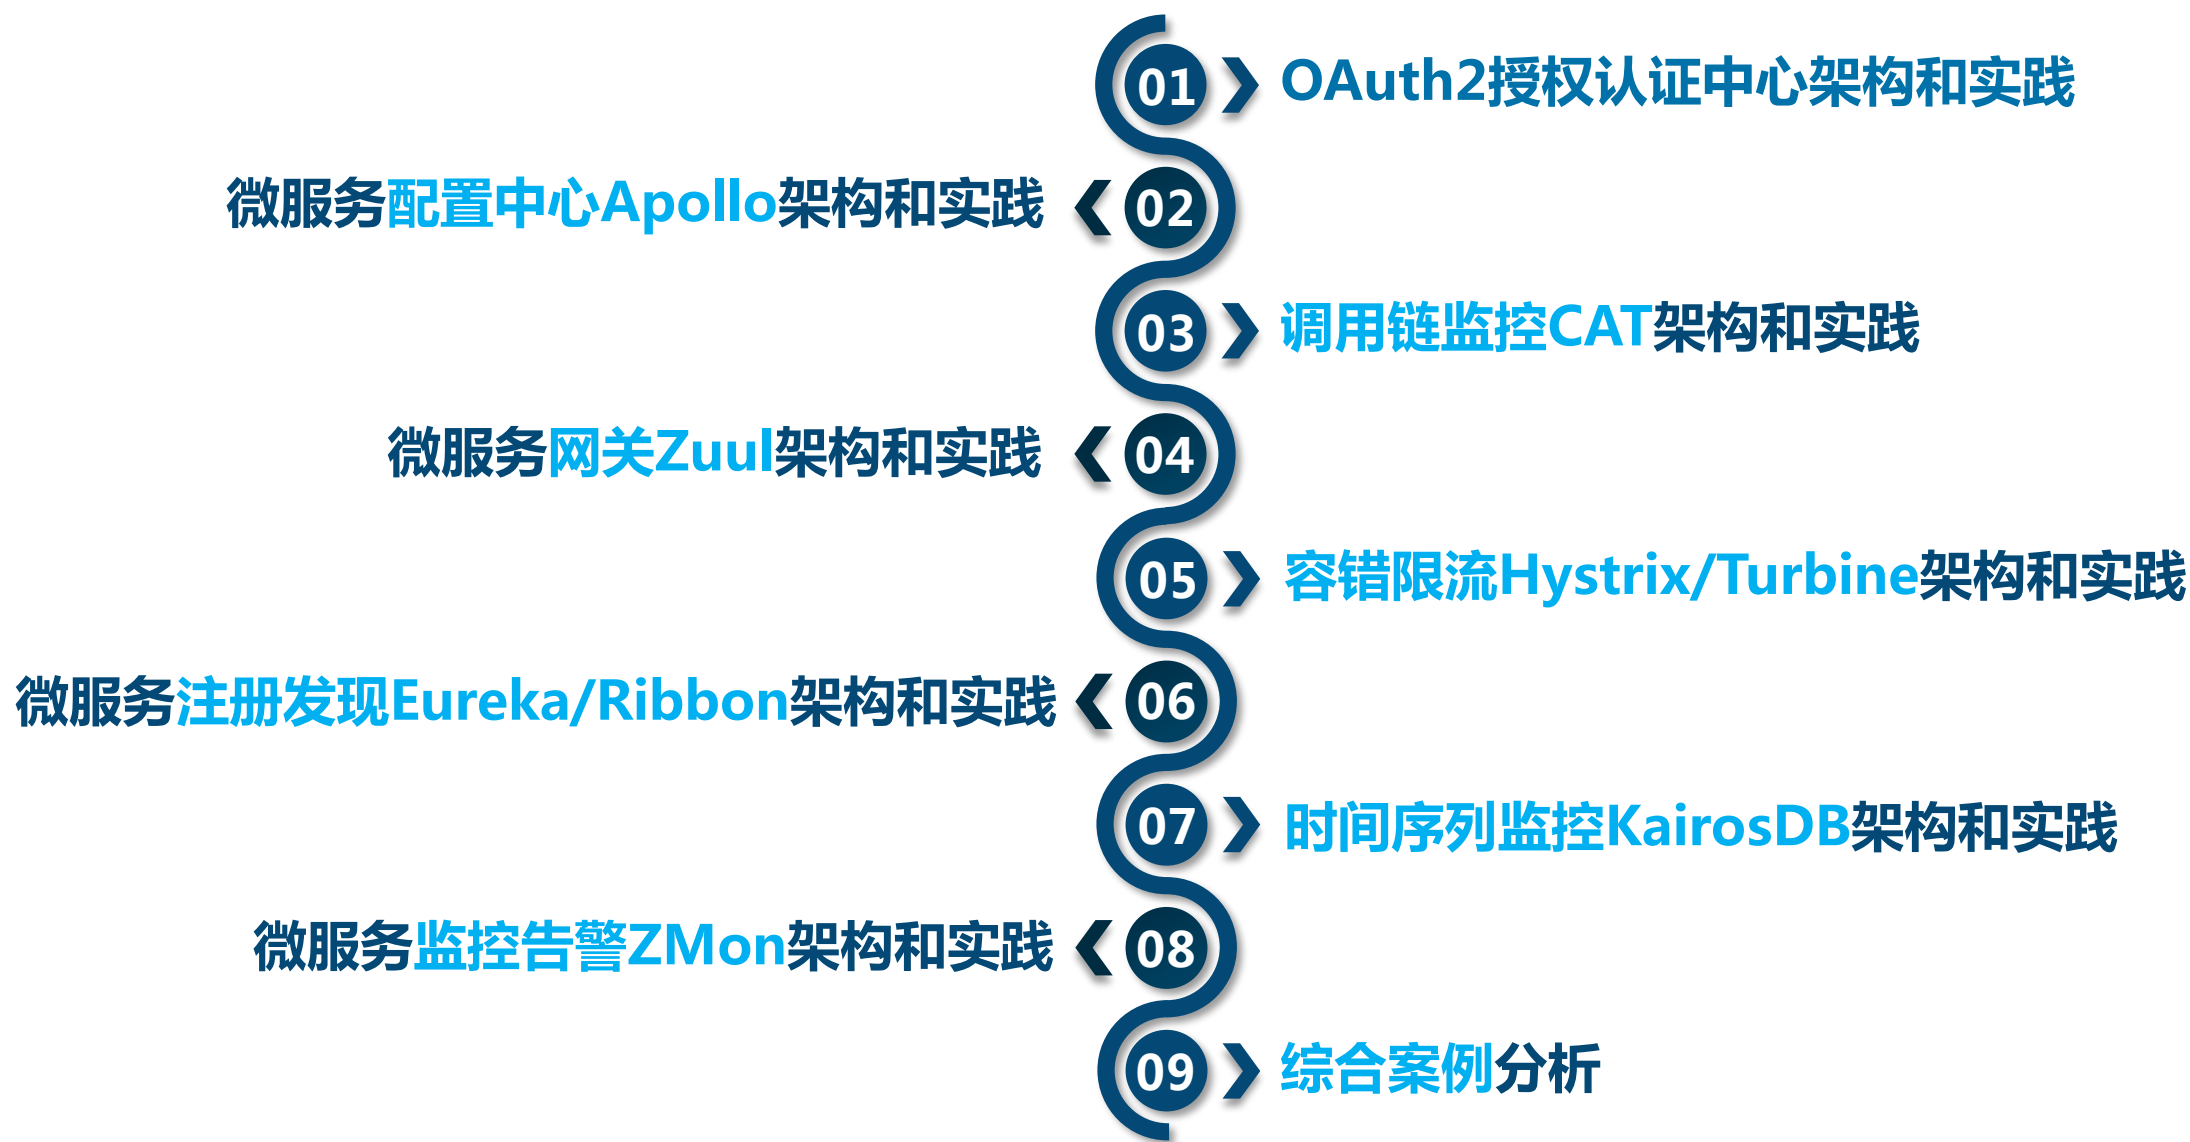 01 OAuth2授权认证中心架构和实践
微服务配置中心Apollo架构和实践 02
03 调用链监控CAT架构和实践
微服务网关Zuul架构和实践 04
05 容错限流Hystrix/Turbine架构和实践
微服务注册发现Eureka/Ribbon架构和实践 06
07 时间序列监控KairosDB架构和实践
微服务监控告警ZMon架构和实践 08
09 综合案例分析